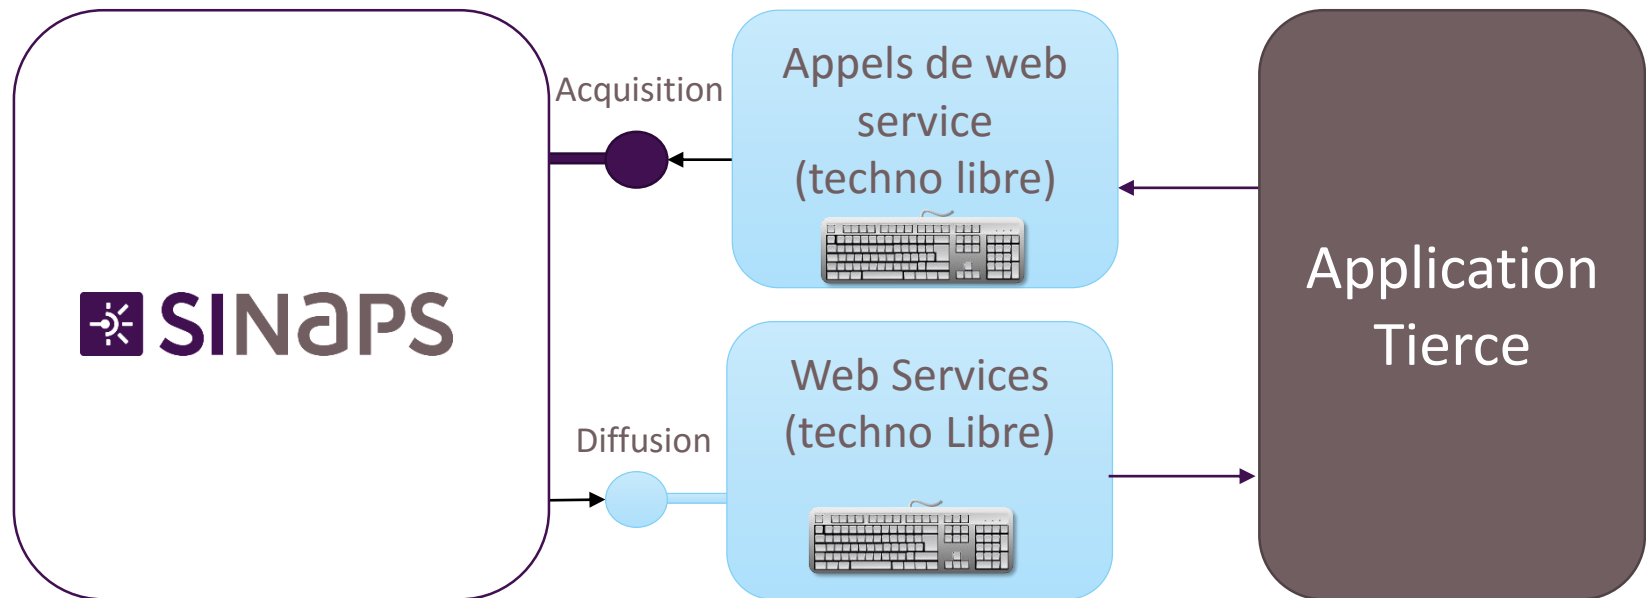 Acquisition
Appels de web
service
(techno libre)
SINaPS
Application
Tierce
Diffusion
Web Services
(techno Libre)